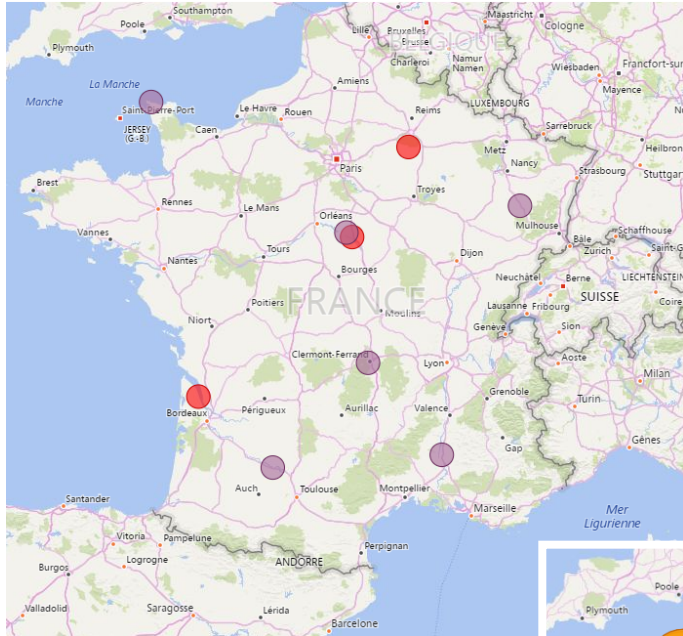 Southampton
Poole
Plymouth
Lille
Bruxelles
Brussel
BELGIQUE
Maastricht
Cologne
Charleroi
Namur
Namen
Wiesbaden
Francfort-su
Mayence
La Manche
Manche
Saint-Pierre-Port
JERSEY
(G.-B.)
Amiens
Le Havre
Rouen
Caen
Reims
LUXEMBOURG
Sarrebruck
Heilbron
Metz
Nancy
Paris
Strasbourg
Stuttgart
Brest
Rennes
Le Mans
Troyes
Vannes
Orléans
Mulhouse
Bâle
Schaffhouse
Zurich
Saint-G
Nantes
Tours
Bourges
Dijon
Neuchâtel
Berne
LIECHTENSTEIN
Lausanne
Fribourg
SUISSE
Coire
Poitiers
FRANCE
Moulins
Niort
Genève
Sion
Clermont-Ferrand
Lyon
Aoste
Milan
Turin
Bordeaux
Périgueux
Aurillac
Valence
Grenoble
Gap
Gênes
Auch
Toulouse
Montpellier
Marseille
Mer
Ligurienne
Santander
Vitoria
Pampelune
Logrogne
Burgos
ANDORRE
Perpignan
Valladolid
Saragosse
Lérida
Barcelone
Poole
Plymouth